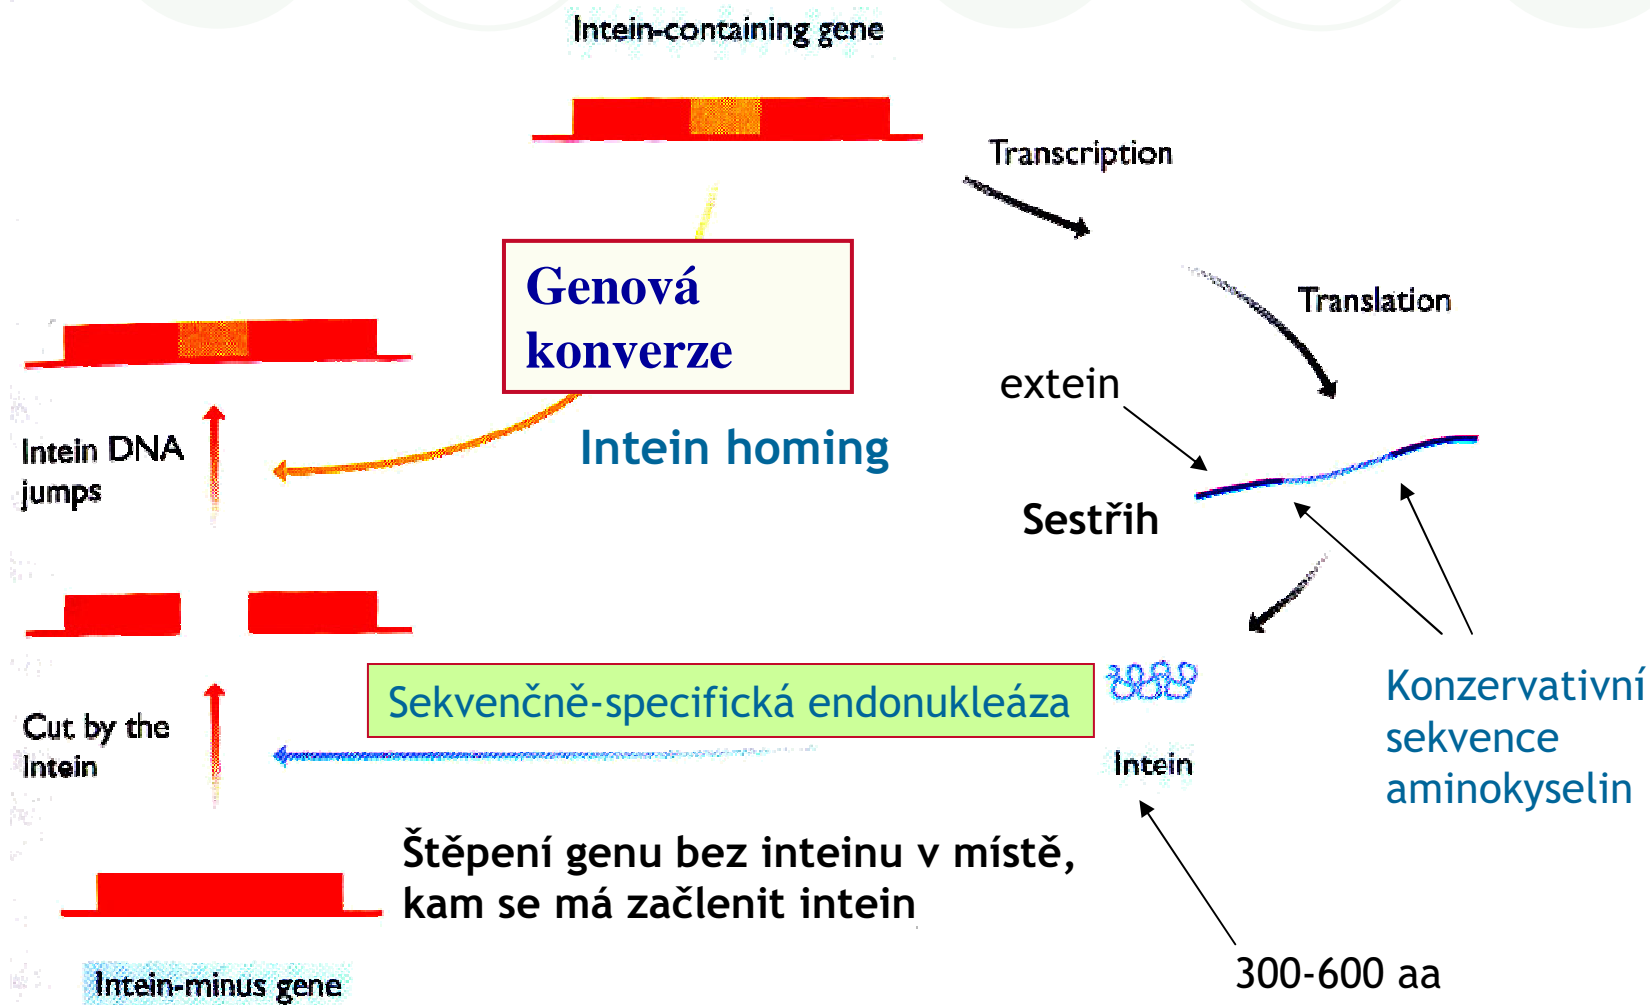 Intein-containing gene
Transcription
Genová
konverze
Translation
extein
Intein DNA
jumps
Intein homing
Sestřih
Sekvenčně-specifická endonukleáza
Konzervativní
sekvence
aminokyselin
Cut by the
Intein
Intein
Štěpení genu bez inteinu v místě,
kam se má začlenit intein
300-600 aa
Intein-minus gene